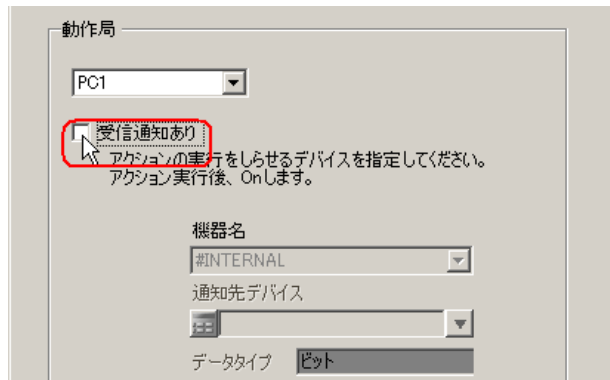 動作局
PC1
受信通知あり
アクションの実行をしらせるデバイスを指定してください。
アクション実行後、Onします。
機器名
#INTERNAL
通知先デバイス
データタイプ ビット